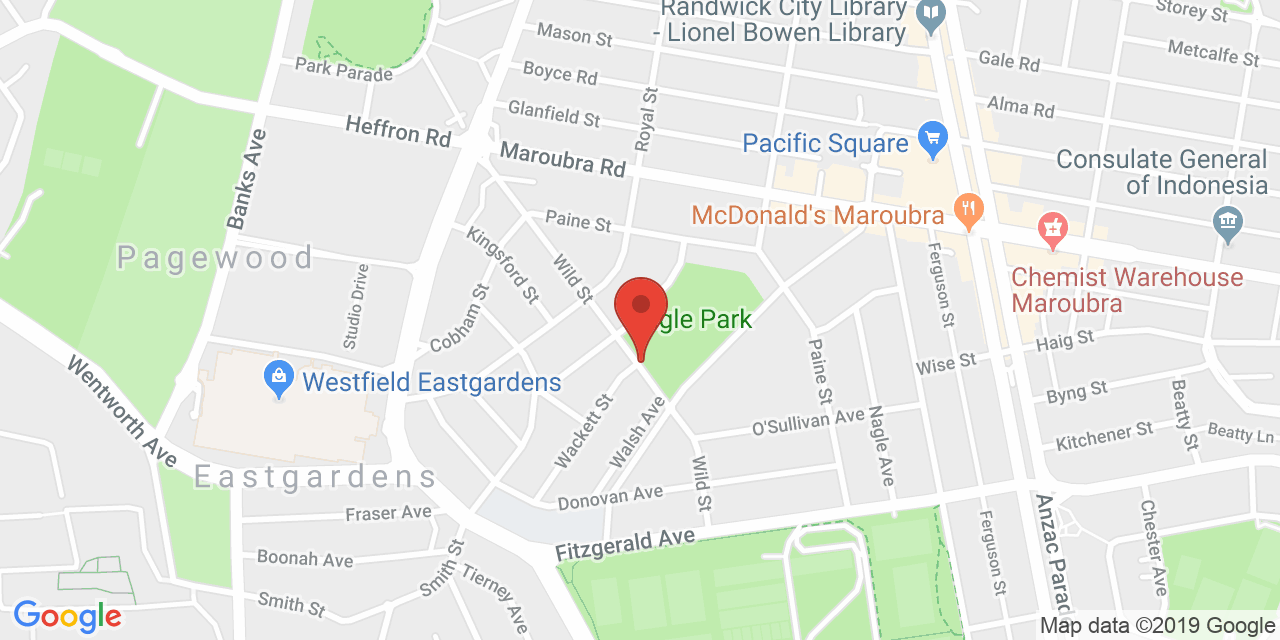 Randwick City Library
- Lionel Bowen Library
Storey St
Mason St
Metcalfe St
Gale Rd
Park Parade
Boyce Rd
Alma Rd
Glanfield St
Royal St
Heffron Rd
Pacific Square
Maroubra Rd
Consulate General
of Indonesia
Banks Ave
McDonald's Maroubra
Paine St
Pagewood
Kingsford St
Wild St
Ferguson St
Chemist Warehouse
Maroubra
Studio Drive
Cobham St
gle Park
Haig St
Wise St
Paine St
Westfield Eastgardens
Wentworth Ave
Byng St
Beatty St
Wackett St
Walsh Ave
O'Sullivan Ave
Nagle Ave
Kitchener St
Beatty Ln
Eastgardens
Wild St
Donovan Ave
Fraser Ave
Anzac Parad
Chester Ave
Ferguson St
Fitzgerald Ave
Boonah Ave
Smith St
Tierney Ave
Smith St
Google
Map data ©2019 Google